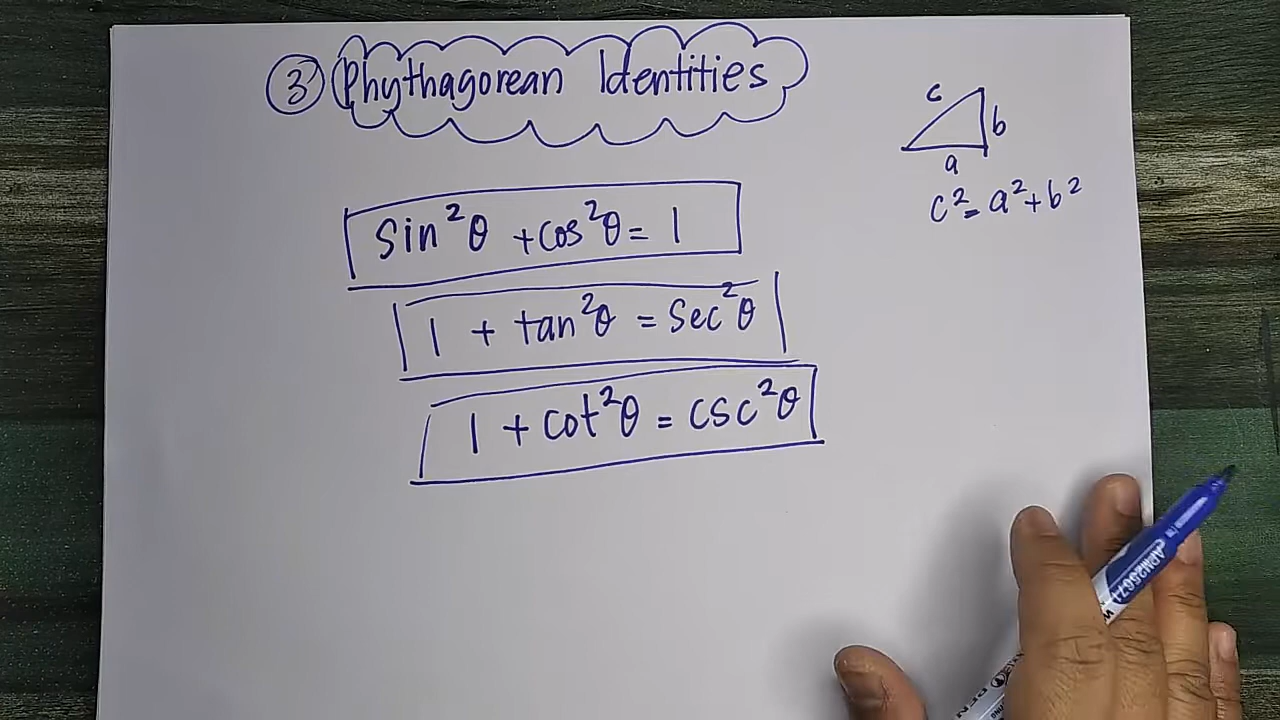 ③ Phythagorean Identities
c
b
a
c² = a² + b²
Sin²θ + cos²θ = 1
1 + tan²θ = Sec²θ
1 + cot²θ = csc²θ